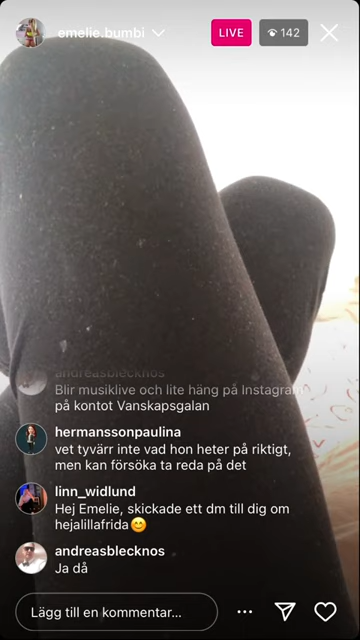 emelie.bumbi
LIVE
142
andreasblecknos
Blir musiklive och lite häng på Instagram
på kontot Vanskapsgalan
hermanssonpaulina
vet tyvärr inte vad hon heter på riktigt,
men kan försöka ta reda på det
linn_widlund
Hej Emelie, skickade ett dm till dig om
hejalillafrida😊
andreasblecknos
Ja då
Lägg till en kommentar...